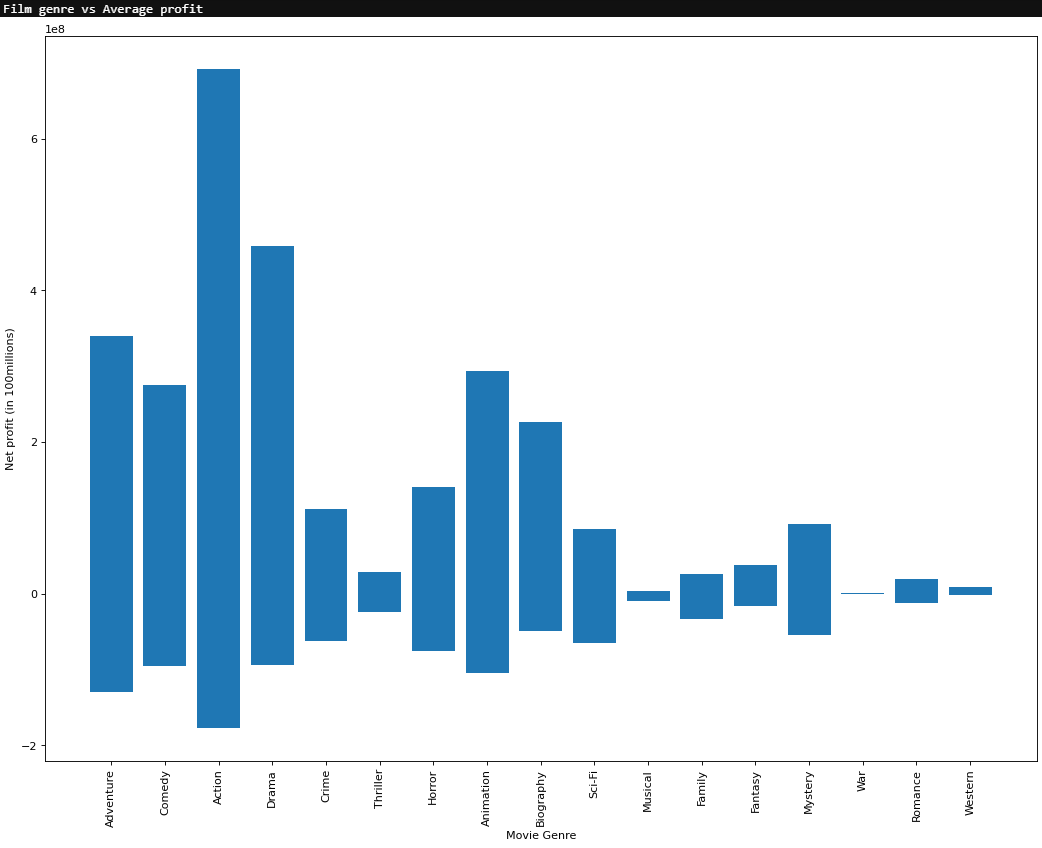 Film genre vs Average profit
1e8
6
4
2
0
−2
Net profit (in 100millions)
Adventure
Comedy
Action
Drama
Crime
Thriller
Horror
Animation
Biography
Sci-Fi
Musical
Family
Fantasy
Mystery
War
Romance
Western
Movie Genre